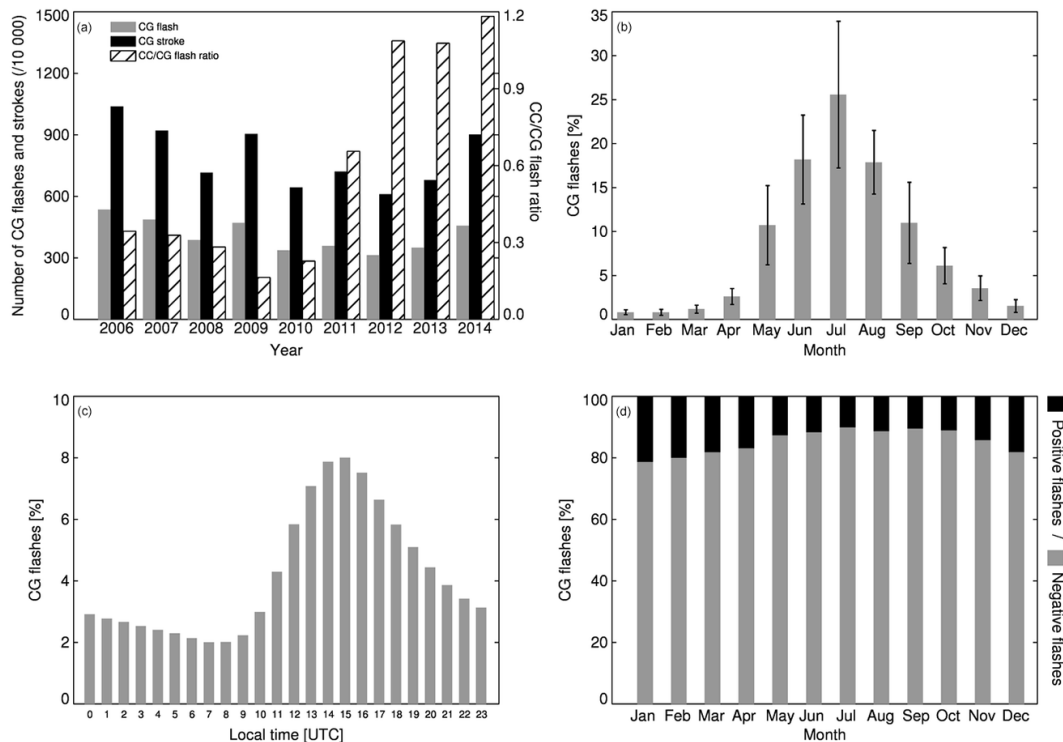 (a)
CG flash
CG stroke
CC/CG flash ratio
1500
1200
900
600
300
0
Number of CG flashes and strokes (/10 000)
1.2
0.9
0.6
0.3
0.0
CC/CG flash ratio
2006 2007 2008 2009 2010 2011 2012 2013 2014
Year
(b)
35
30
25
20
15
10
5
0
CG flashes [%]
Jan Feb Mar Apr May Jun Jul Aug Sep Oct Nov Dec
Month
(c)
10
8
6
4
2
0
CG flashes [%]
0 1 2 3 4 5 6 7 8 9 10 11 12 13 14 15 16 17 18 19 20 21 22 23
Local time [UTC]
(d)
100
80
60
40
20
0
CG flashes [%]
Jan Feb Mar Apr May Jun Jul Aug Sep Oct Nov Dec
Month
Positive flashes / Negative flashes